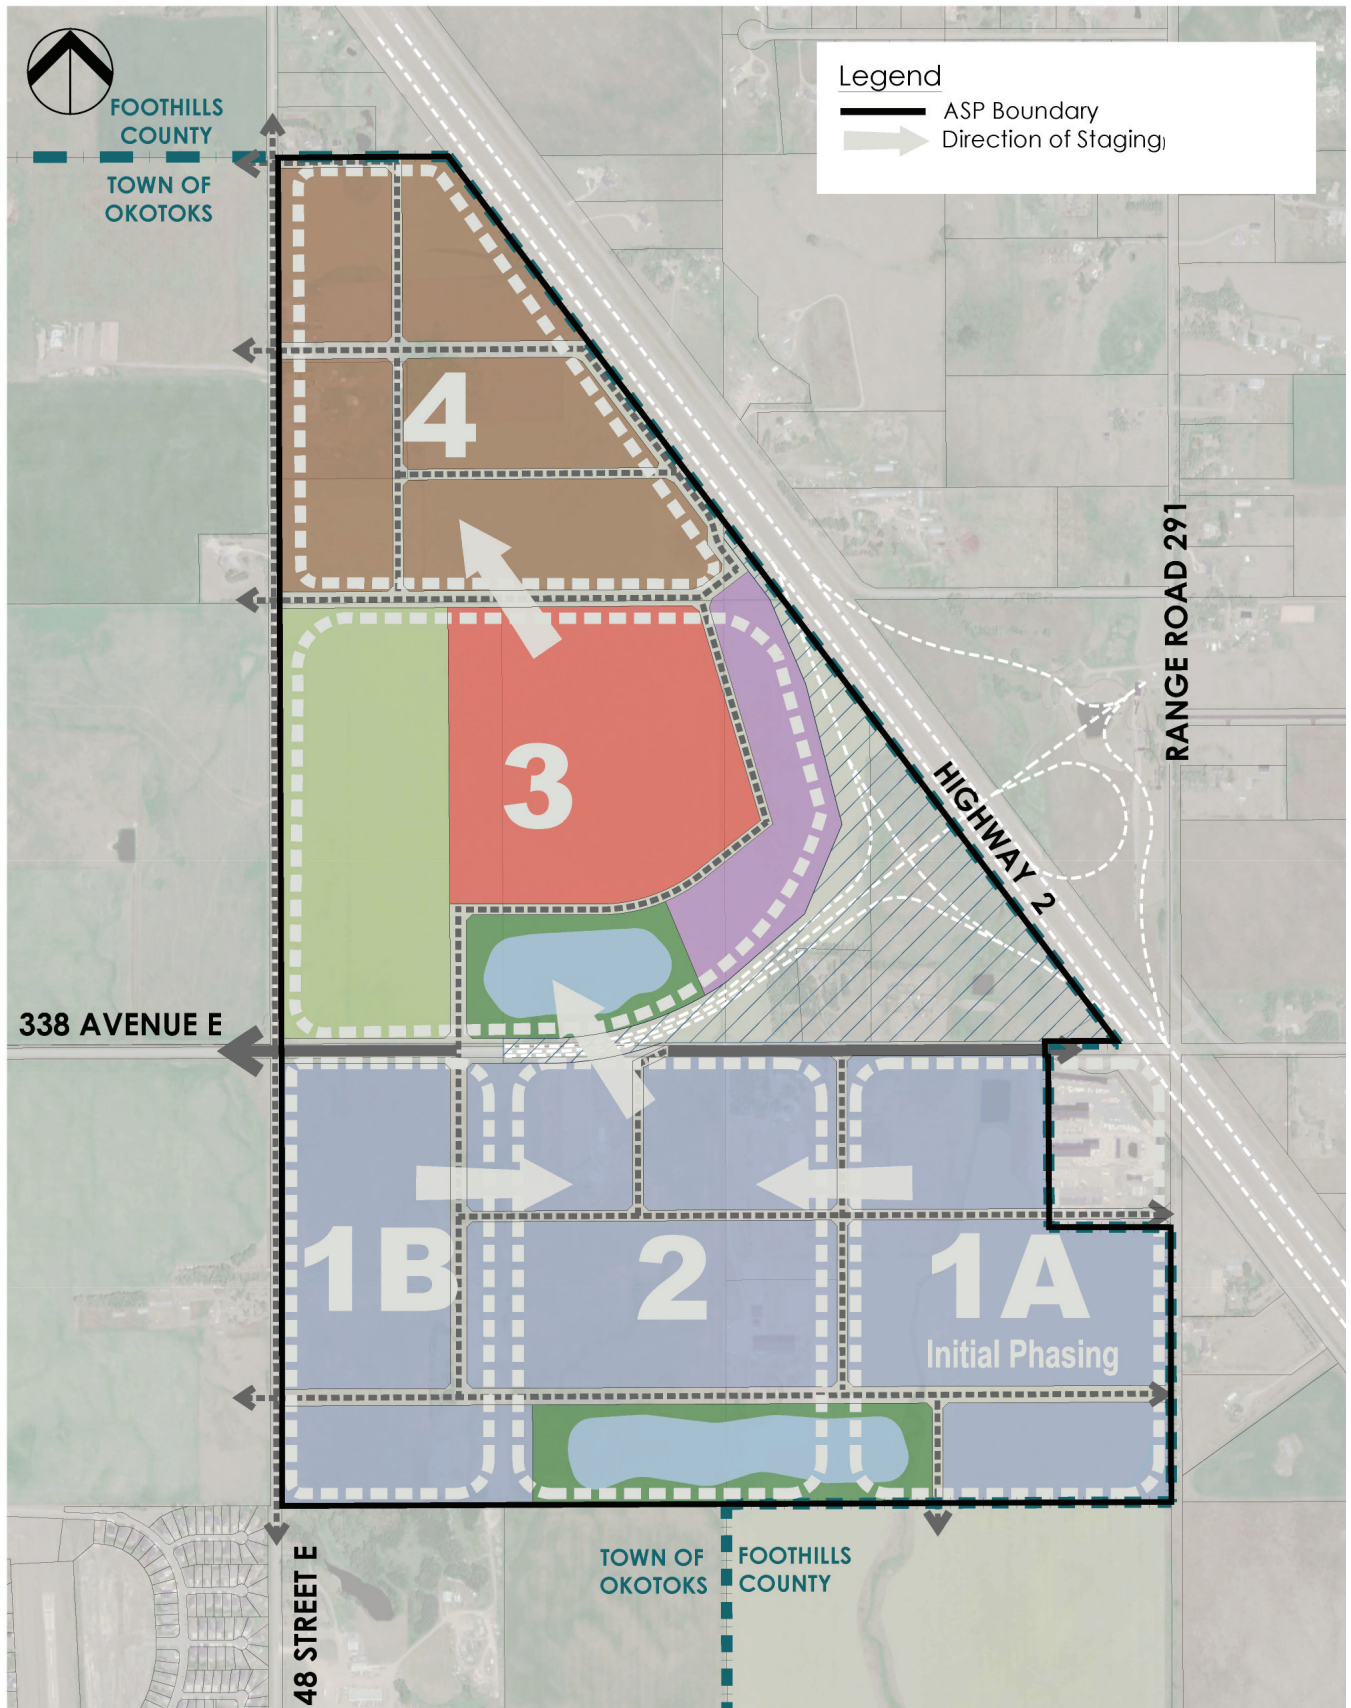 Legend
ASP Boundary
Direction of Staging
FOOTHILLS
COUNTY
TOWN OF
OKOTOKS
4
RANGE ROAD 291
3
HIGHWAY 2
338 AVENUE E
1B
2
1A
Initial Phasing
48 STREET E
TOWN OF
OKOTOKS
FOOTHILLS
COUNTY